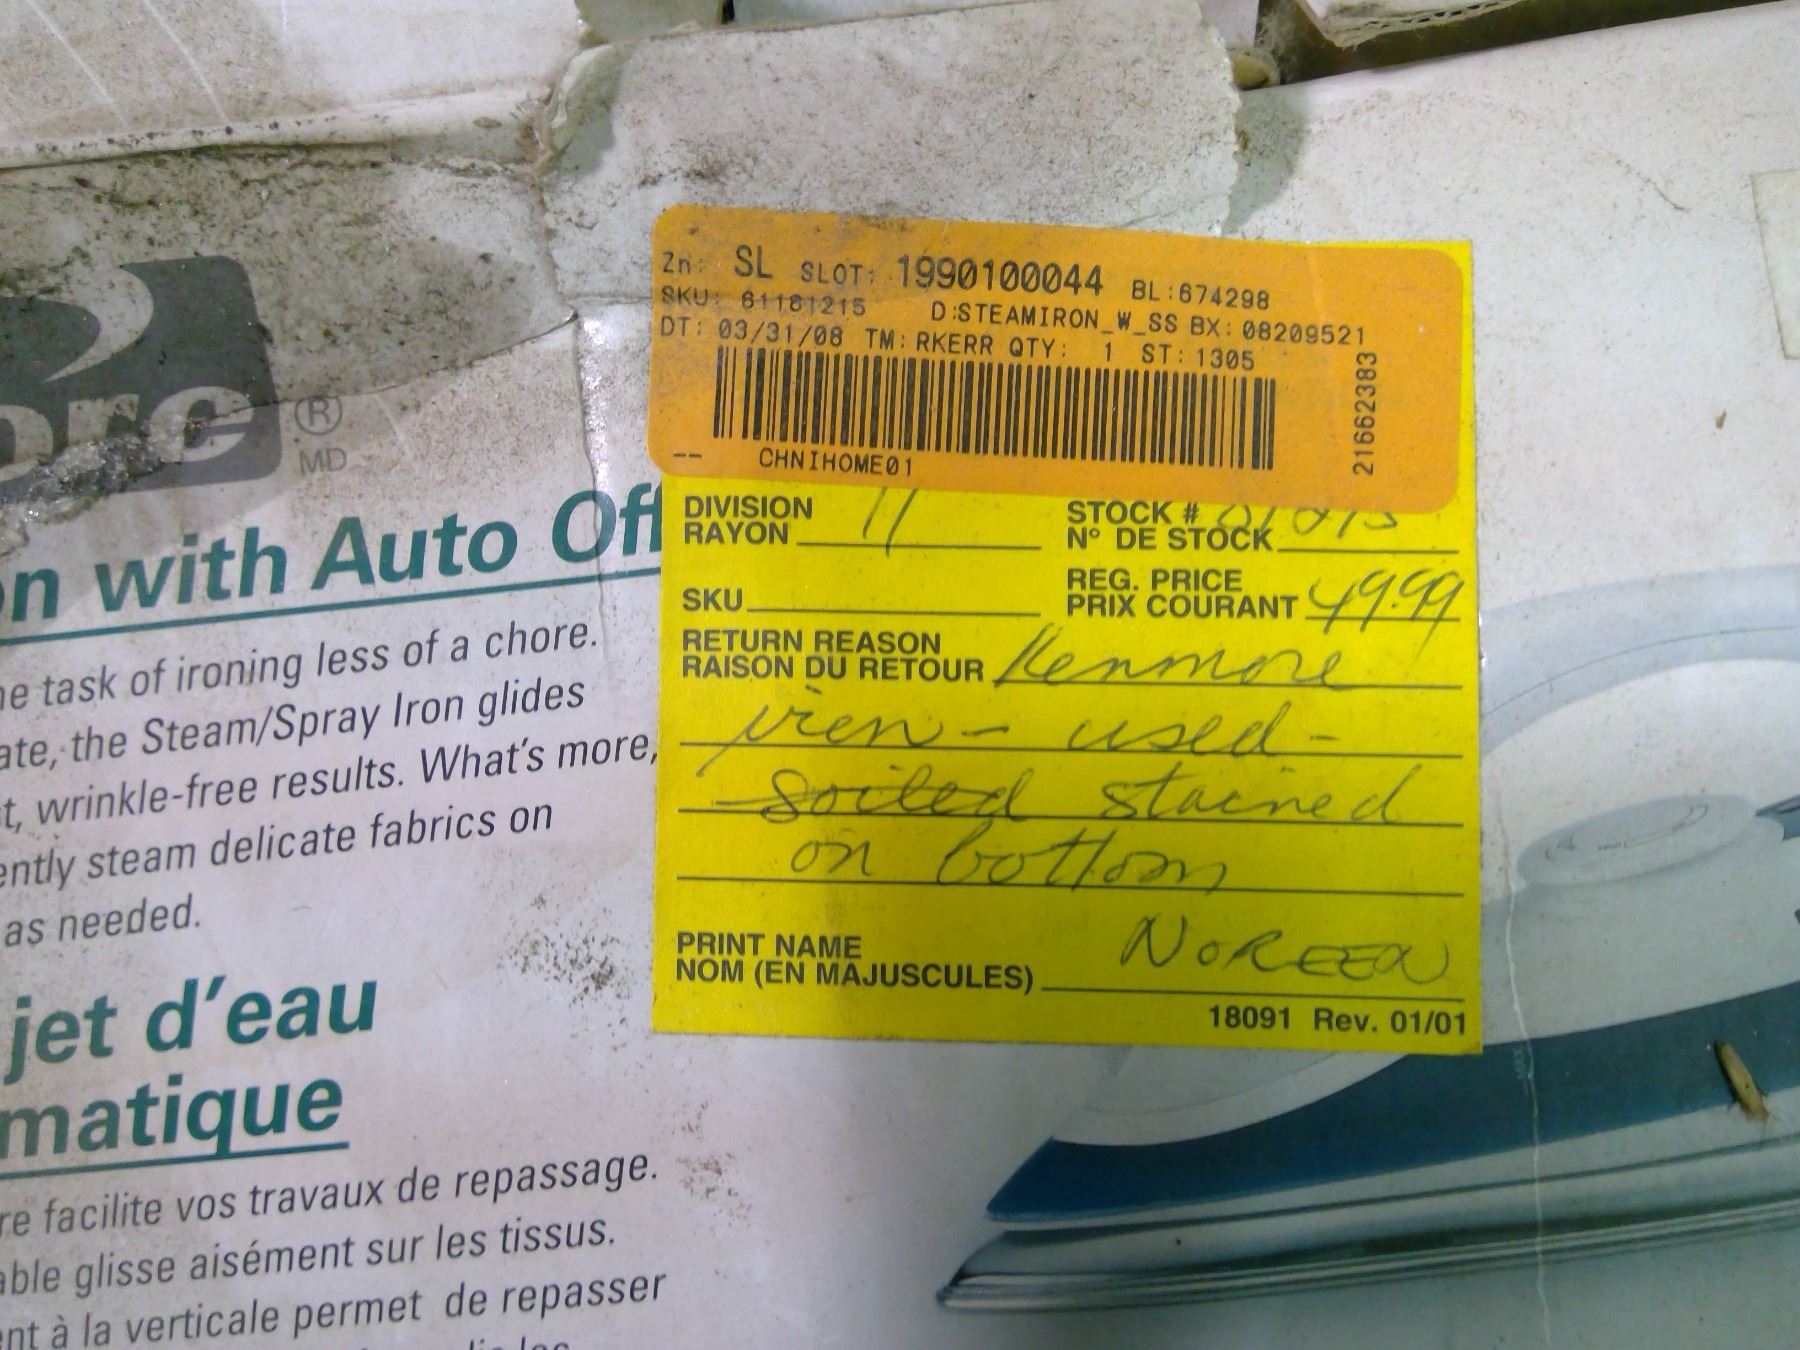 Zn: SL SLOT: 1990100044 BL:674298
SKU: 61181215 D:STEAMIRON_W_SS BX: 08209521
DT: 03/31/08 TM: RKERR QTY: 1 ST: 1305
21662383
-- CHNIHOME01
DIVISION 11
RAYON
STOCK #
N° DE STOCK
SKU
REG. PRICE
PRIX COURANT 49.99
RETURN REASON
RAISON DU RETOUR Kenmore
iren - used -
soiled stained
on bottom
PRINT NAME
NOM (EN MAJUSCULES) NOREEN
18091 Rev. 01/01
ore ®
MD
on with Auto Off
he task of ironing less of a chore.
ate, the Steam/Spray Iron glides
t, wrinkle-free results. What's more,
ently steam delicate fabrics on
as needed.
jet d'eau
matique
re facilite vos travaux de repassage.
able glisse aisément sur les tissus.
nt à la verticale permet de repasser